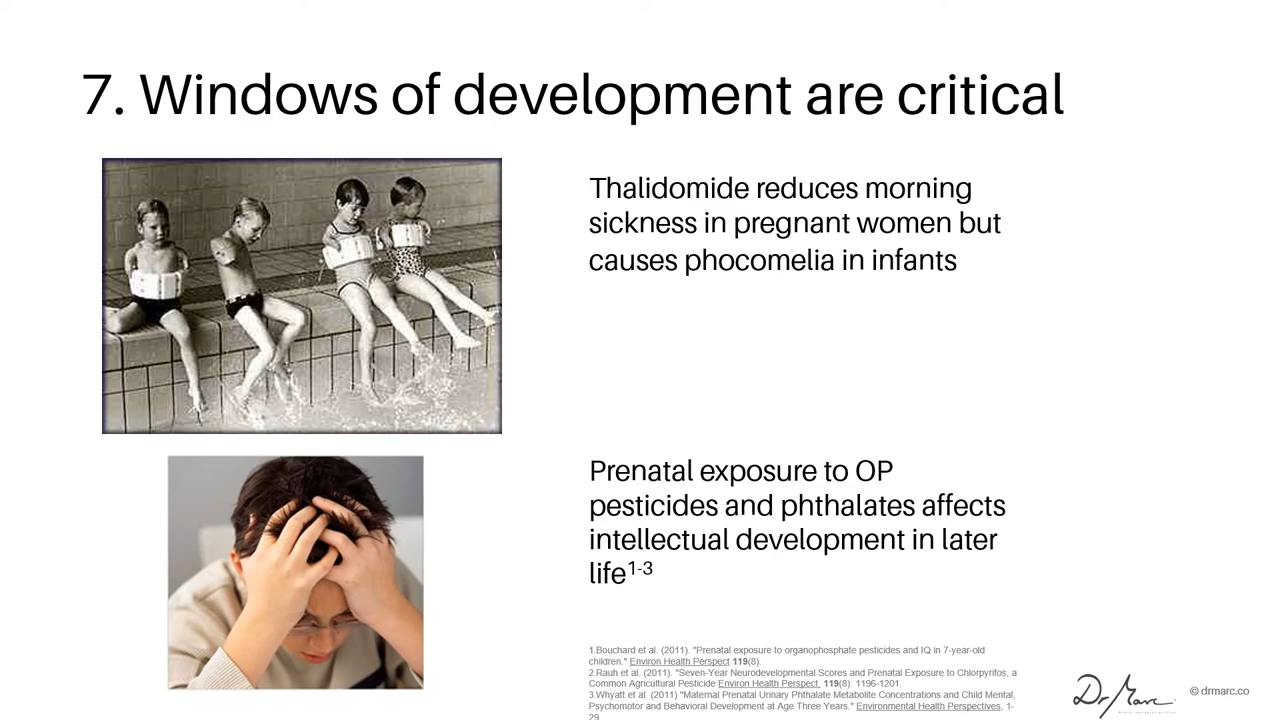 7. Windows of development are critical
Thalidomide reduces morning
sickness in pregnant women but
causes phocomelia in infants
Prenatal exposure to OP
pesticides and phthalates affects
intellectual development in later
life1-3
1.Bouchard et al. (2011). "Prenatal exposure to organophosphate pesticides and IQ in 7-year-old
children." Environ Health Perspect 119(8).
2.Rauh et al. (2011). "Seven-Year Neurodevelopmental Scores and Prenatal Exposure to Chlorpyrifos, a
Common Agricultural Pesticide Environ Health Perspect. 119(8): 1196-1201.
3.Whyatt et al. (2011) "Maternal Prenatal Urinary Phthalate Metabolite Concentrations and Child Mental,
Psychomotor and Behavioral Development at Age Three Years." Environmental Health Perspectives, 1-
29
Dr Marc
© drmarc.co